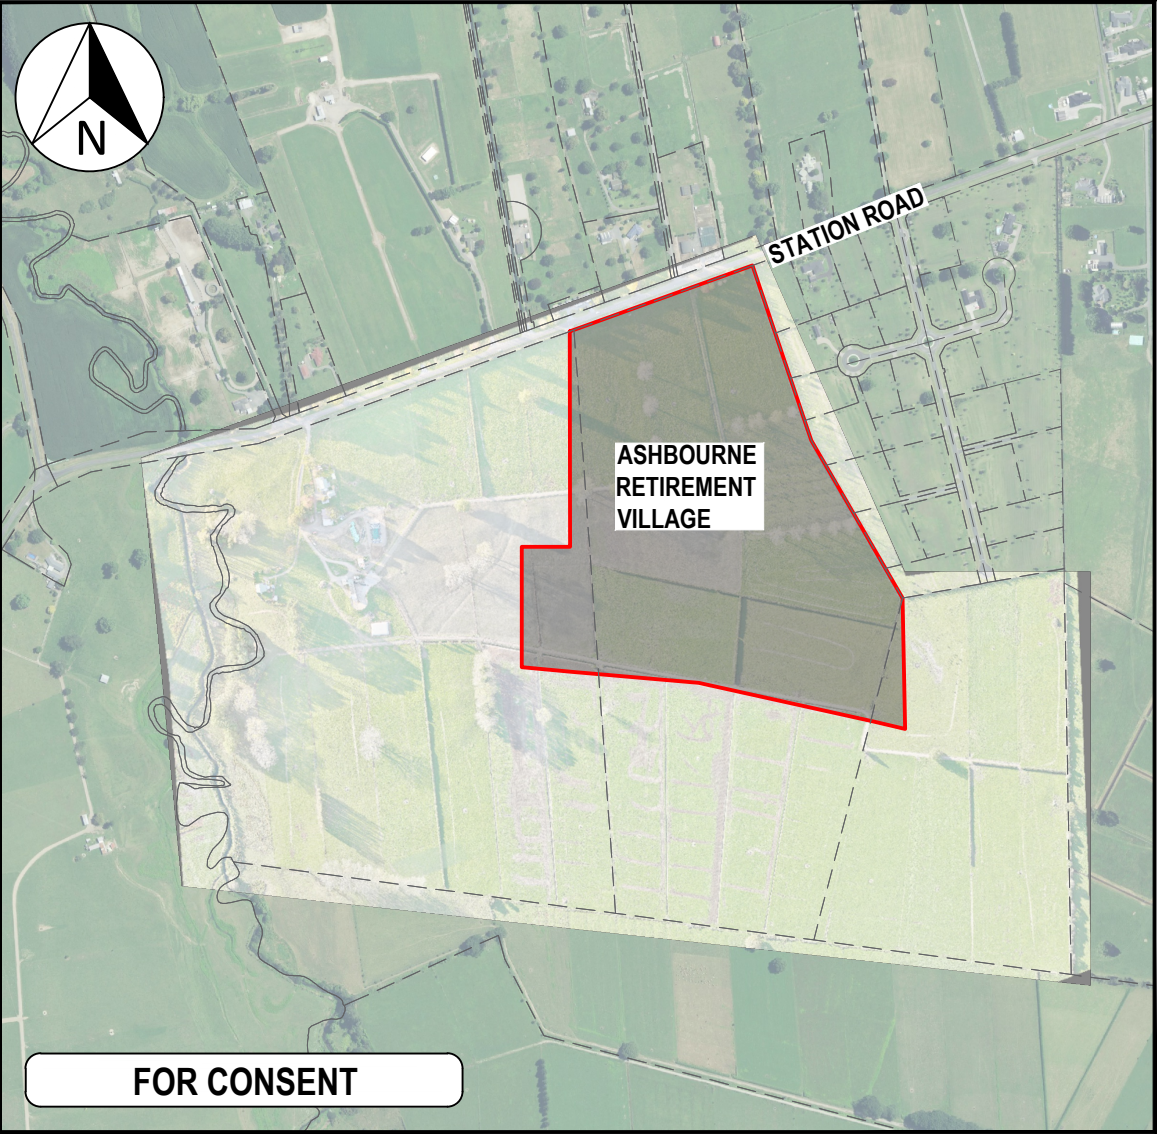 N
STATION ROAD
ASHBOURNE
RETIREMENT
VILLAGE
FOR CONSENT